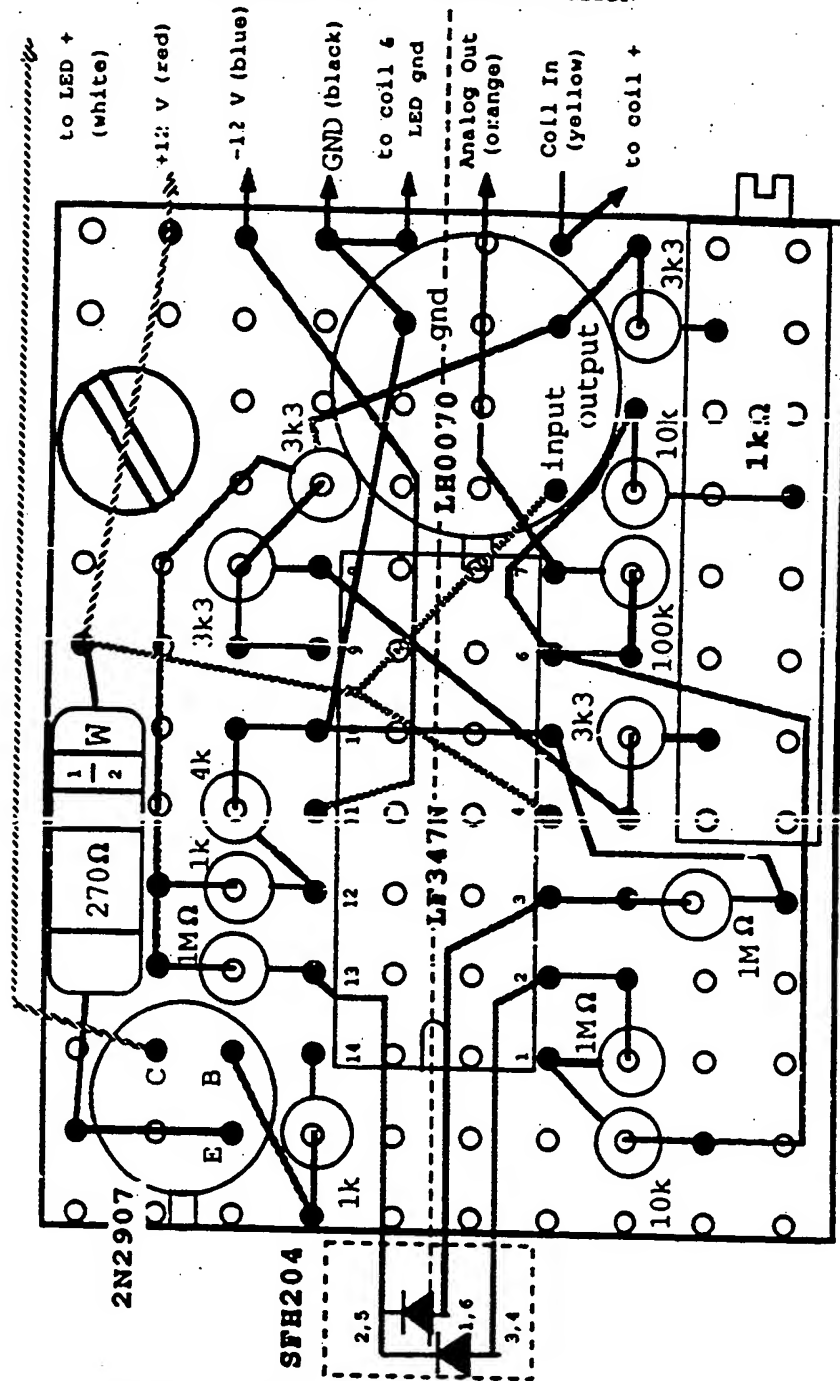 to LED +
(white)
+12 V (red)
-12 V (blue)
GND (black)
to coil &
LED gnd
Analog Out
(orange)
Coil In
(yellow)
to coil +
270Ω
1/2 W
2N2907
C
B
E
1k
1MΩ
1k
4k
3k3
3k3
LH0070
gnd
input
output
LF347N
14
13
12
11
10
9
1
2
3
4
6
7
SFH204
2,5
1,6
3,4
10k
1MΩ
1MΩ
3k3
100k
10k
3k3
1kΩ